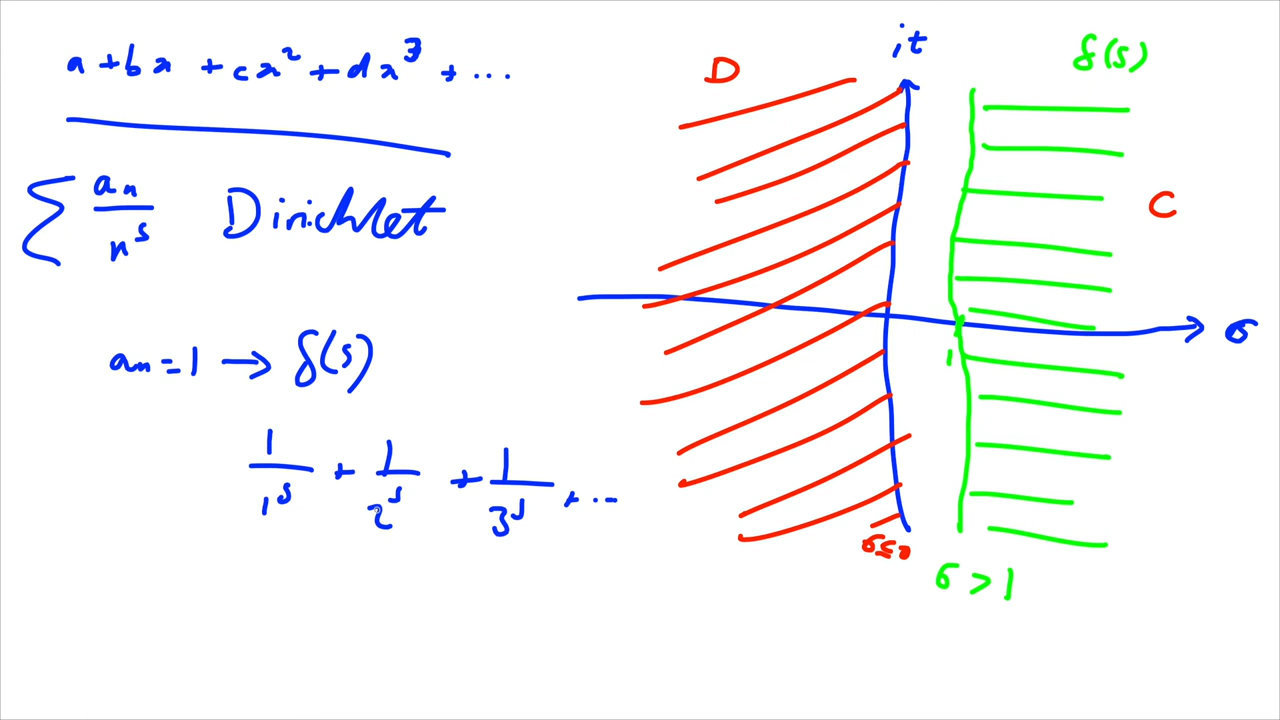 a + bx + cx² + dx³ + ...
∑ aₙ/nˢ Dirichlet
aₙ = 1 → ζ(s)
1/1ˢ + 1/2ˢ + 1/3ˢ + ...
it
ζ(s)
D
C
σ
1
σ ≤ 0
σ > 1